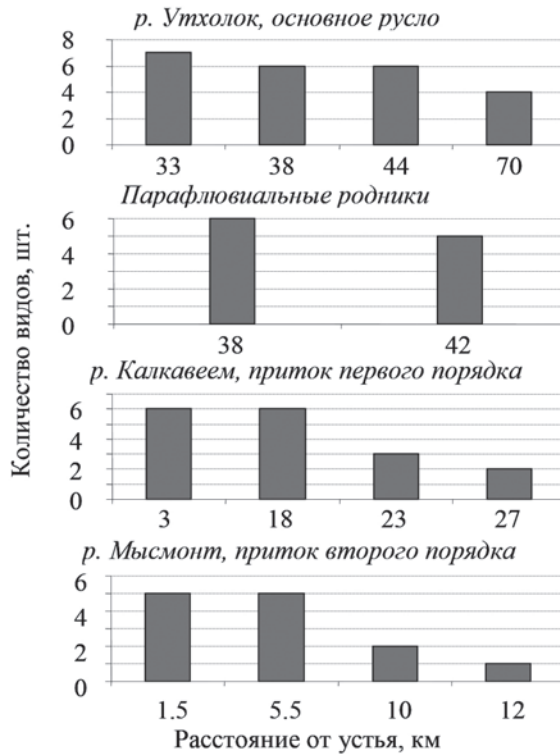 р. Утхолок, основное русло
8
6
4
2
0
33 38 44 70
Парафлювиальные родники
6
4
2
0
38 42
р. Калкавеем, приток первого порядка
6
4
2
0
3 18 23 27
р. Мысмонт, приток второго порядка
6
4
2
0
1.5 5.5 10 12
Расстояние от устья, км
Количество видов, шт.